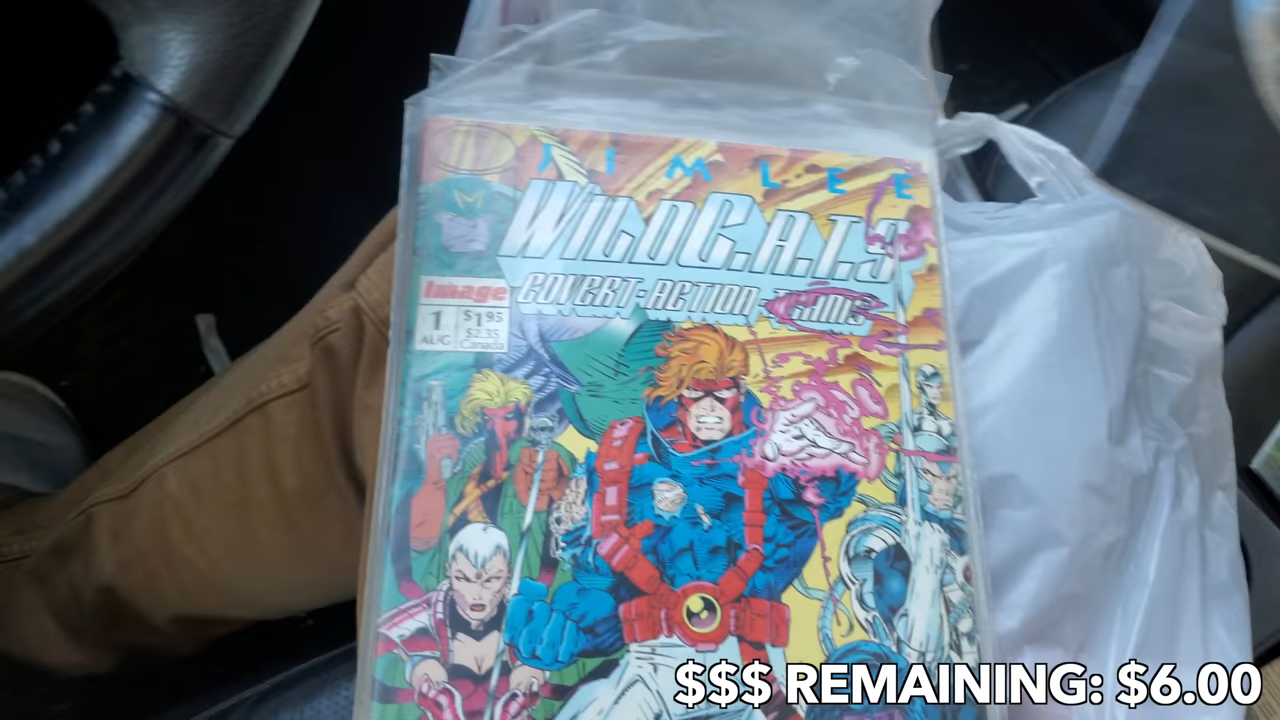 JIM LEE
WILDC.A.T.S
COVERT-ACTION-TEAMS
image
1
AUG
$1.95
$2.35
Canada
$$$ REMAINING: $6.00